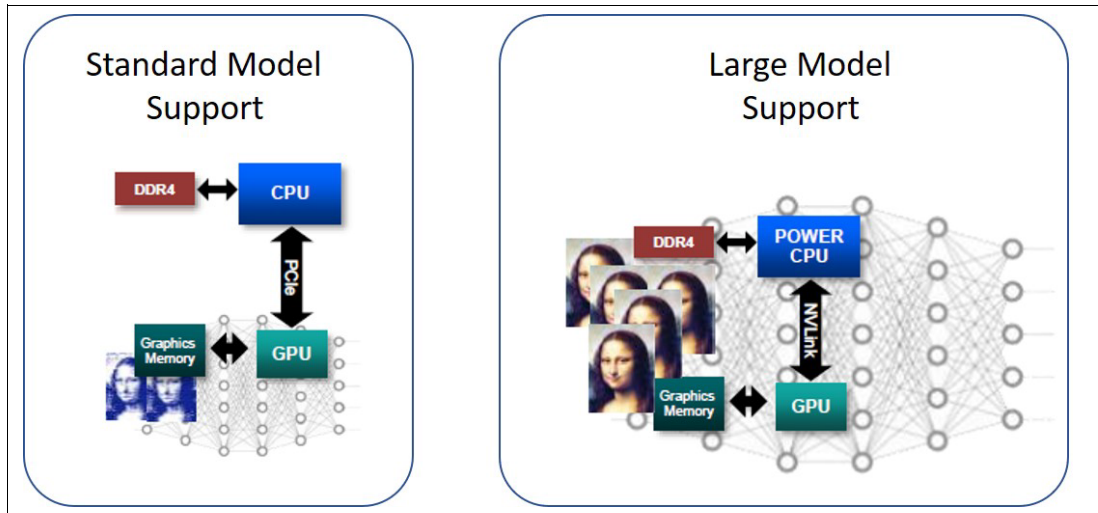 Standard Model
Support
DDR4
CPU
PCIe
Graphics
Memory
GPU
Large Model
Support
DDR4
POWER
CPU
NVLink
Graphics
Memory
GPU